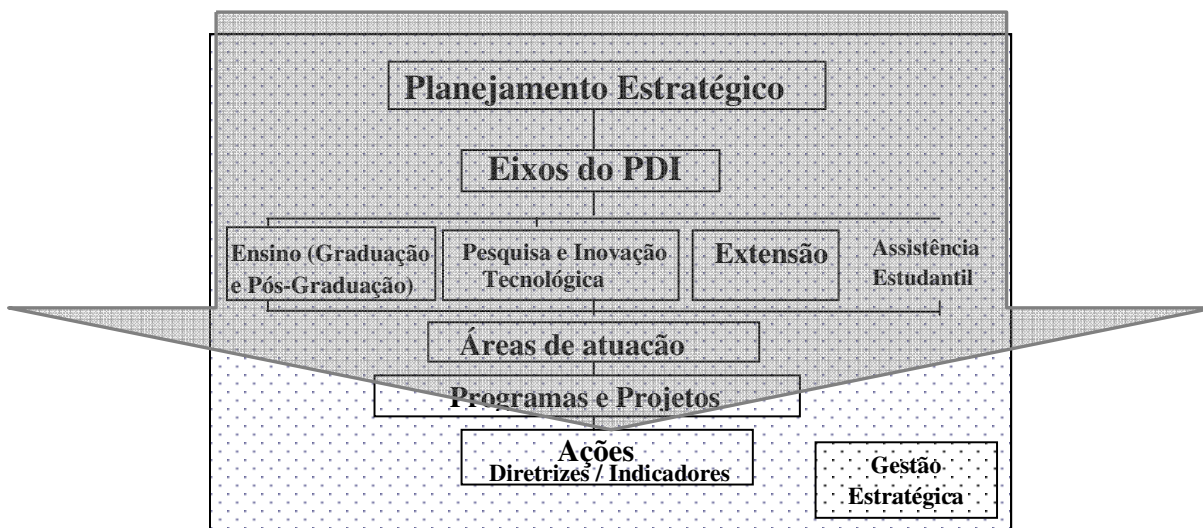 Planejamento Estratégico
Eixos do PDI
Ensino (Graduação
e Pós-Graduação)
Pesquisa e Inovação
Tecnológica
Extensão
Assistência
Estudantil
Áreas de atuação
Programas e Projetos
Ações
Diretrizes / Indicadores
Gestão
Estratégica